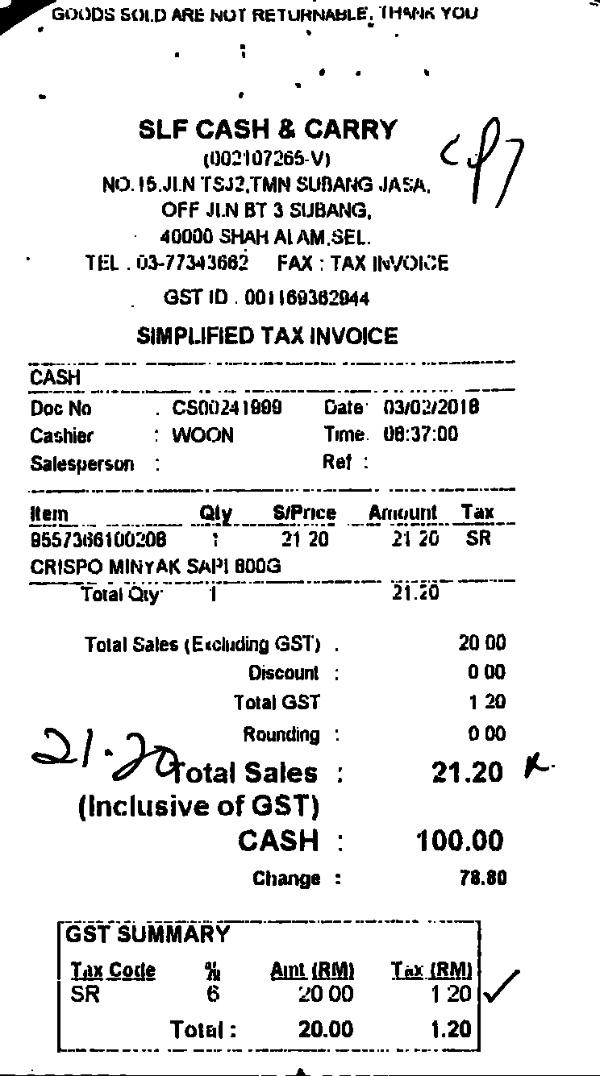 GOODS SOLD ARE NOT RETURNABLE, THANK YOU
SLF CASH & CARRY
(002107265-V)
NO.15.JLN TSJ2,TMN SUBANG JASA,
OFF JLN BT 3 SUBANG,
40000 SHAH ALAM,SEL.
TEL . 03-77343662 FAX : TAX INVOICE
GST ID . 001169362944
SIMPLIFIED TAX INVOICE
CASH
Doc No . CS00241999 Date 03/02/2018
Cashier : WOON Time. 08:37:00
Salesperson : Ref :
Item Qty S/Price Amount Tax
9557366100208 1 21 20 21 20 SR
CRISPO MINYAK SAPI 800G
Total Qty 1 21.20
Total Sales (Excluding GST) . 20 00
Discount : 0 00
Total GST 1 20
Rounding : 0 00
21.20
Total Sales : 21.20
(Inclusive of GST)
CASH : 100.00
Change : 78.80
GST SUMMARY
Tax Code % Amt (RM) Tax (RM)
SR 6 20 00 1 20
Total : 20.00 1.20